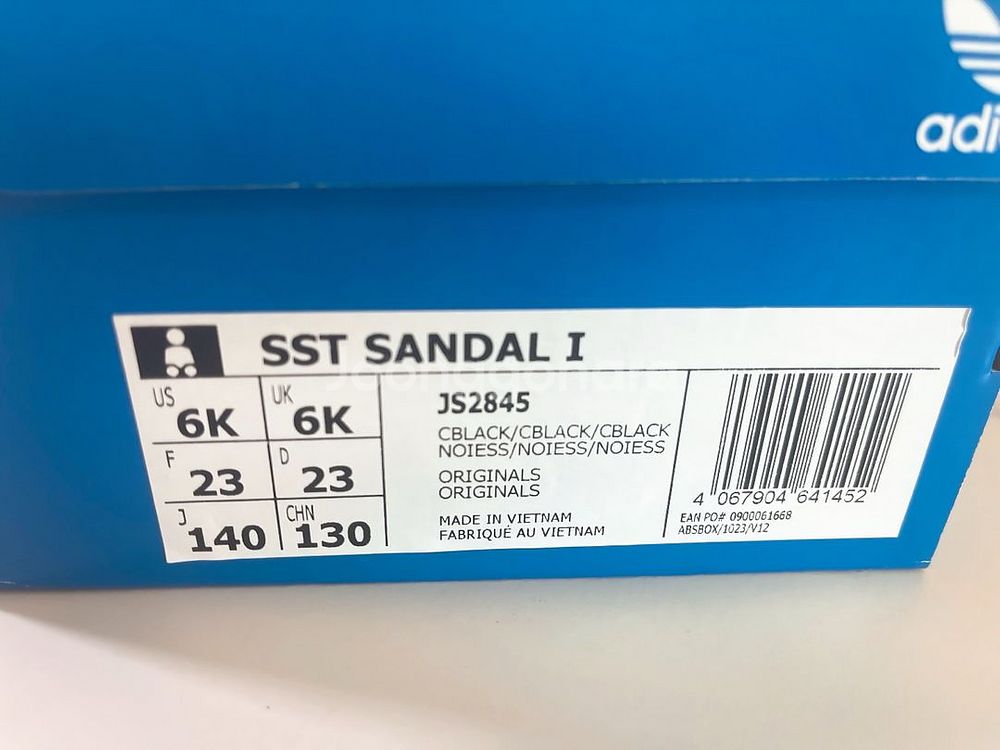 adi
SST SANDAL I
US 6K UK 6K
F 23 D 23
J 140 CHN 130
JS2845
CBLACK/CBLACK/CBLACK
NOIESS/NOIESS/NOIESS
ORIGINALS
ORIGINALS
MADE IN VIETNAM
FABRIQUÉ AU VIETNAM
4 067904 641452
EAN PO# 0900061668
ABSBOX/1023/V12